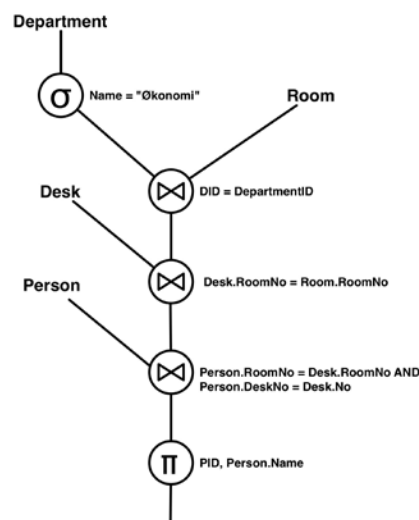 Department
σ Name = "Økonomi"
Room
⋈ DID = DepartmentID
Desk
⋈ Desk.RoomNo = Room.RoomNo
Person
⋈ Person.RoomNo = Desk.RoomNo AND
Person.DeskNo = Desk.No
π PID, Person.Name